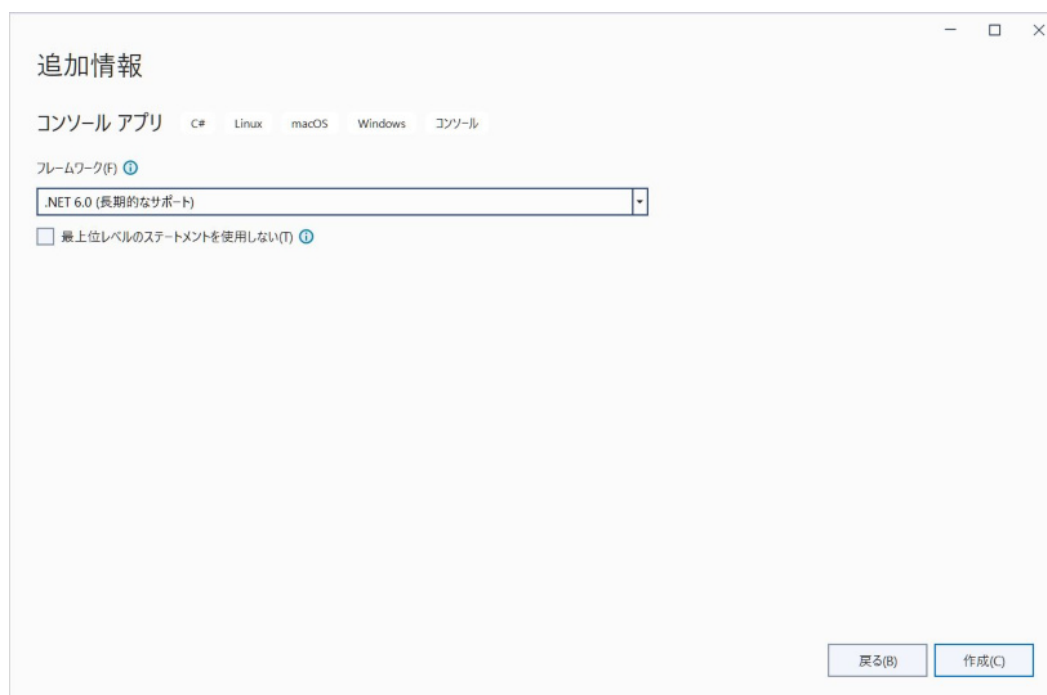 追加情報
コンソール アプリ C# Linux macOS Windows コンソール
フレームワーク(F)
.NET 6.0 (長期的なサポート)
最上位レベルのステートメントを使用しない(T)
戻る(B) 作成(C)